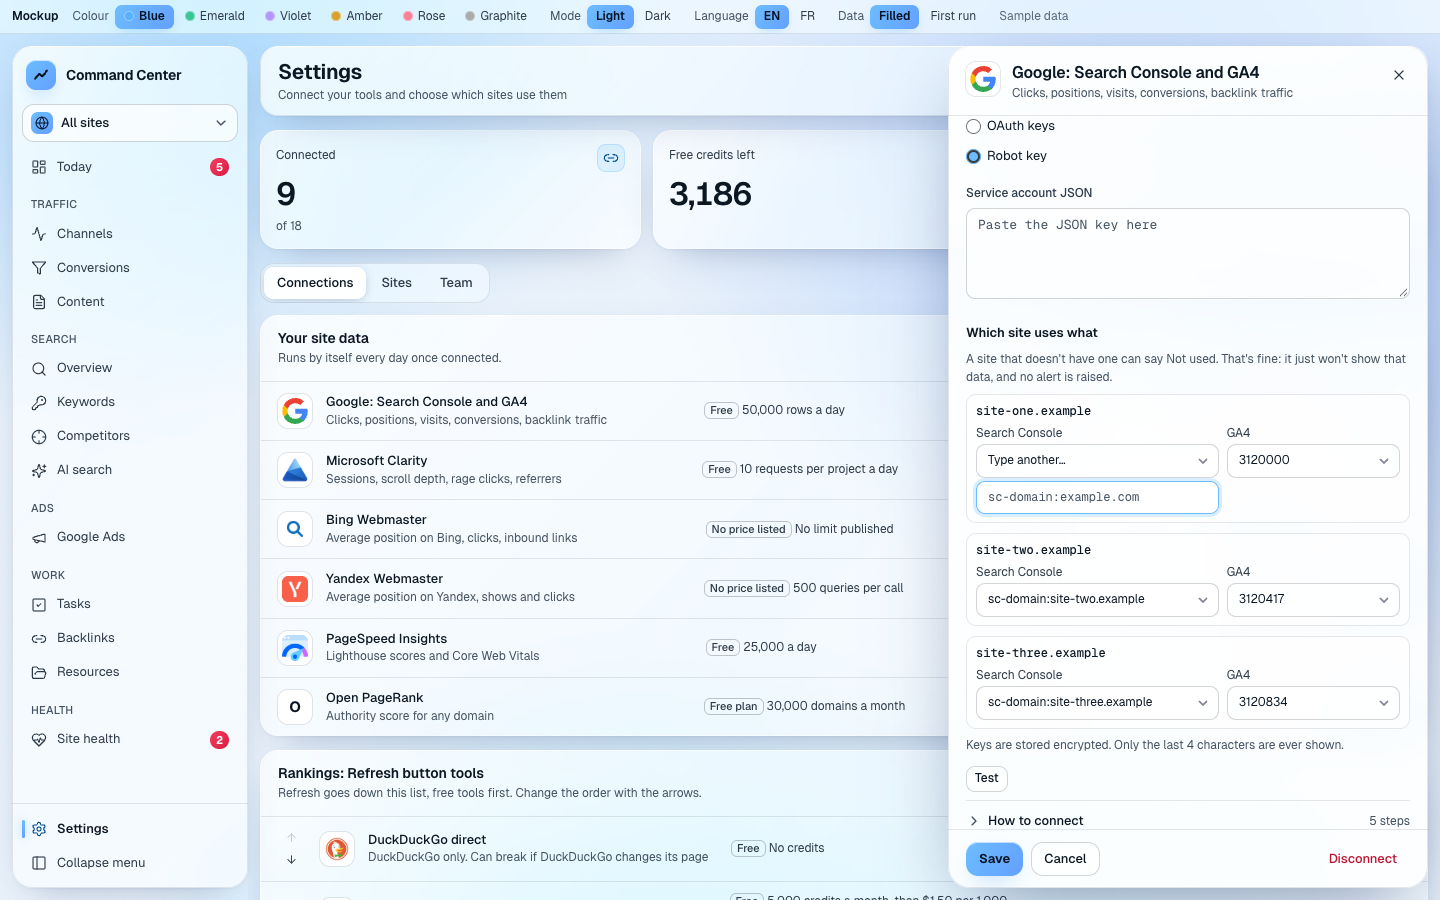 Mockup Colour Blue Emerald Violet Amber Rose Graphite Mode Light Dark Language EN FR Data Filled First run Sample data
Command Center
All sites
Today 5
TRAFFIC
Channels
Conversions
Content
SEARCH
Overview
Keywords
Competitors
AI search
ADS
Google Ads
WORK
Tasks
Backlinks
Resources
HEALTH
Site health 2
Settings
Collapse menu
Settings
Connect your tools and choose which sites use them
Connected
9
of 18
Free credits left
3,186
Connections Sites Team
Your site data
Runs by itself every day once connected.
Google: Search Console and GA4
Clicks, positions, visits, conversions, backlink traffic
Free 50,000 rows a day
Microsoft Clarity
Sessions, scroll depth, rage clicks, referrers
Free 10 requests per project a day
Bing Webmaster
Average position on Bing, clicks, inbound links
No price listed No limit published
Yandex Webmaster
Average position on Yandex, shows and clicks
No price listed 500 queries per call
PageSpeed Insights
Lighthouse scores and Core Web Vitals
Free 25,000 a day
Open PageRank
Authority score for any domain
Free plan 30,000 domains a month
Rankings: Refresh button tools
Refresh goes down this list, free tools first. Change the order with the arrows.
DuckDuckGo direct
DuckDuckGo only. Can break if DuckDuckGo changes its page
Free No credits
Google: Search Console and GA4
Clicks, positions, visits, conversions, backlink traffic
OAuth keys
Robot key
Service account JSON
Paste the JSON key here
Which site uses what
A site that doesn't have one can say Not used. That's fine: it just won't show that
data, and no alert is raised.
site-one.example
Search Console GA4
Type another... 3120000
sc-domain:example.com
site-two.example
Search Console GA4
sc-domain:site-two.example 3120417
site-three.example
Search Console GA4
sc-domain:site-three.example 3120834
Keys are stored encrypted. Only the last 4 characters are ever shown.
Test
How to connect 5 steps
Save Cancel Disconnect